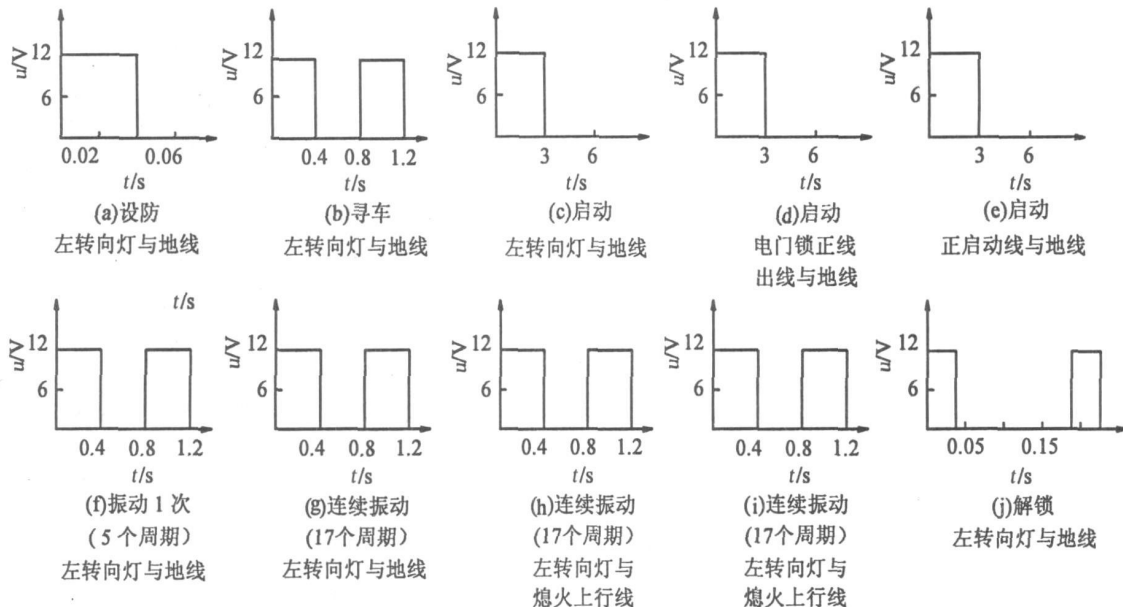 u/V
12
6
0.02
0.06
t/s
(a)设防
左转向灯与地线
u/V
12
6
0.4
0.8
1.2
t/s
(b)寻车
左转向灯与地线
u/V
12
6
3
6
t/s
(c)启动
左转向灯与地线
u/V
12
6
3
6
t/s
(d)启动
电门锁正线
出线与地线
u/V
12
6
3
6
t/s
(e)启动
正启动线与地线
t/s
u/V
12
6
0.4
0.8
1.2
t/s
(f)振动1次
(5个周期)
左转向灯与地线
u/V
12
6
0.4
0.8
1.2
t/s
(g)连续振动
(17个周期)
左转向灯与地线
u/V
12
6
0.4
0.8
1.2
t/s
(h)连续振动
(17个周期)
左转向灯与
熄火上行线
u/V
12
6
0.4
0.8
1.2
t/s
(i)连续振动
(17个周期)
左转向灯与
熄火上行线
u/V
12
6
0.05
0.15
t/s
(j)解锁
左转向灯与地线